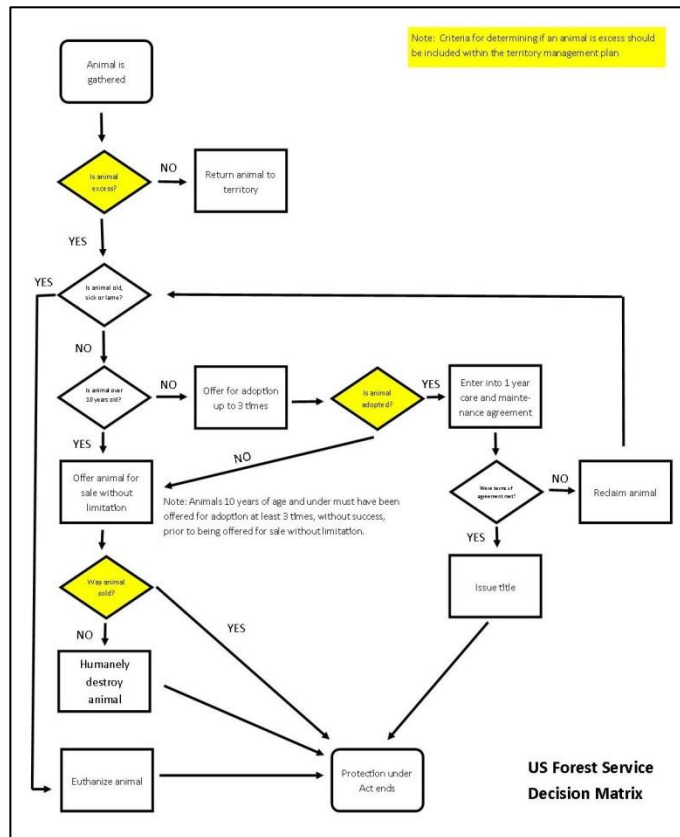 Note: Criteria for determining if an animal is excess should
be included within the territory management plan
Animal is
gathered
Is animal
excess?
NO
Return animal to
territory
YES
YES
Is animal old,
sick or lame?
NO
Is animal over
10 years old?
NO
Offer for adoption
up to 3 times
Is animal
adopted?
YES
Enter into 1 year
care and mainte-
nance agreement
YES
NO
Offer animal for
sale without
limitation
Note: Animals 10 years of age and under must have been
offered for adoption at least 3 times, without success,
prior to being offered for sale without limitation.
Were terms of
agreement met?
NO
Reclaim animal
YES
Was animal
sold?
Issue title
NO
YES
Humanely
destroy
animal
Euthanize animal
Protection under
Act ends
US Forest Service
Decision Matrix